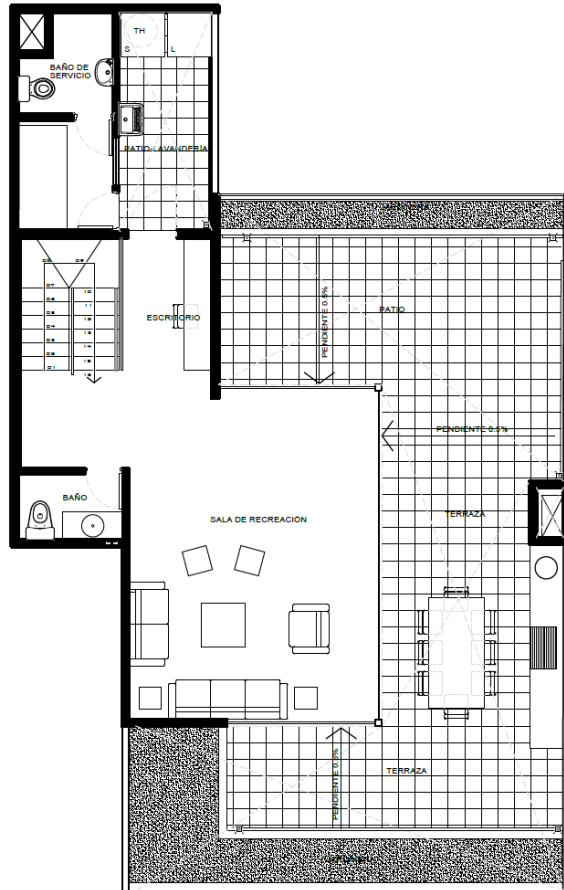 TH
S
L
BAÑO DE
SERVICIO
PATIO-LAVANDERÍA
ESCRITORIO
PENDIENTE 0.5%
PATIO
PENDIENTE 0.5%
TERRAZA
BAÑO
SALA DE RECREACIÓN
TERRAZA
PENDIENTE 0.5%